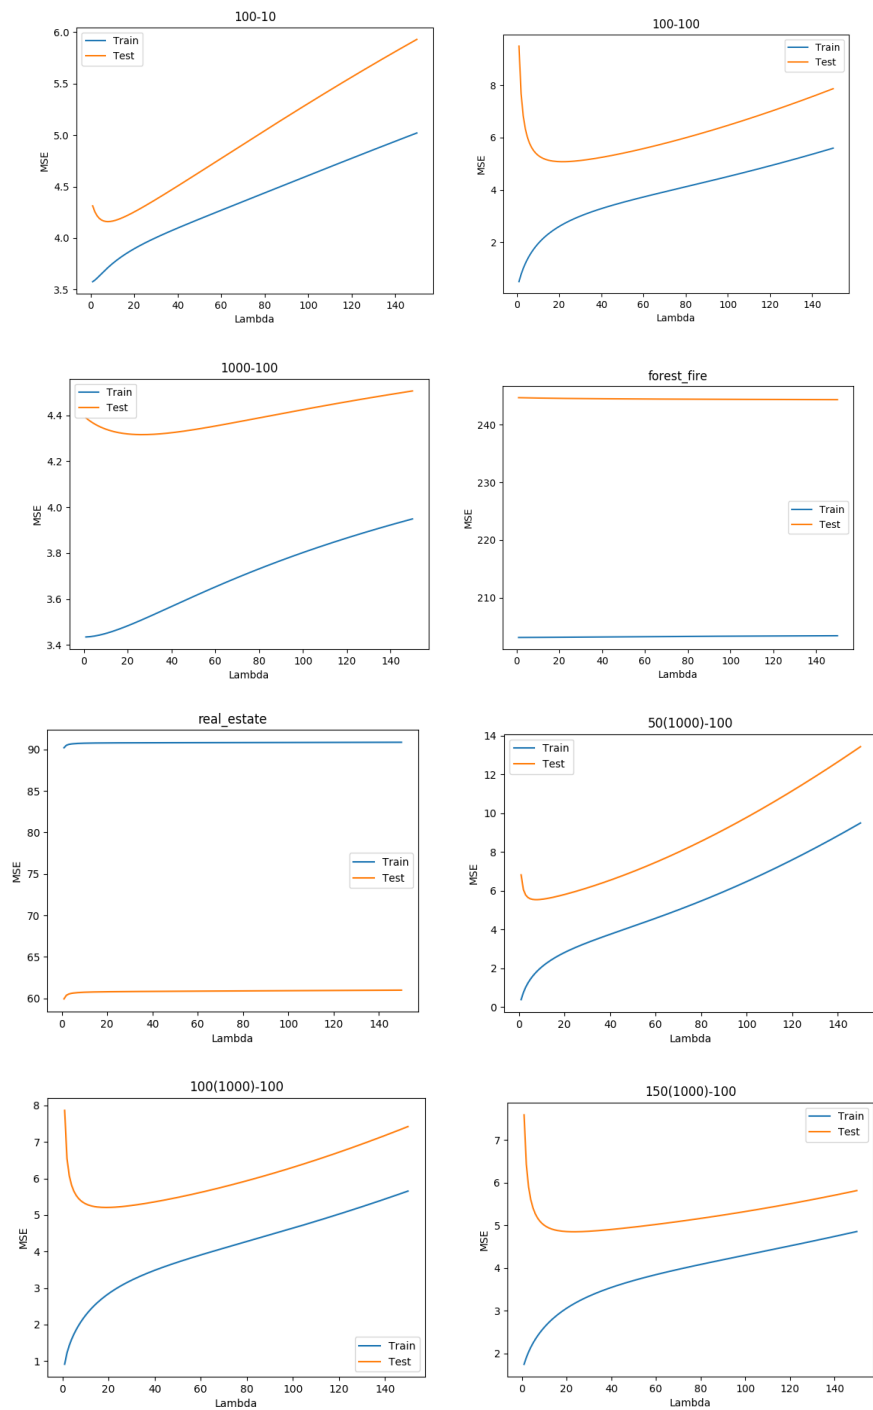 100-10
6.0
5.5
5.0
4.5
4.0
3.5
MSE
Train
Test
0 20 40 60 80 100 120 140
Lambda
100-100
8
6
4
2
MSE
Train
Test
0 20 40 60 80 100 120 140
Lambda
1000-100
4.4
4.2
4.0
3.8
3.6
3.4
MSE
Train
Test
0 20 40 60 80 100 120 140
Lambda
forest_fire
240
230
220
210
MSE
Train
Test
0 20 40 60 80 100 120 140
Lambda
real_estate
90
85
80
75
70
65
60
MSE
Train
Test
0 20 40 60 80 100 120 140
Lambda
50(1000)-100
14
12
10
8
6
4
2
0
MSE
Train
Test
0 20 40 60 80 100 120 140
Lambda
100(1000)-100
8
7
6
5
4
3
2
1
MSE
Train
Test
0 20 40 60 80 100 120 140
Lambda
150(1000)-100
7
6
5
4
3
2
MSE
Train
Test
0 20 40 60 80 100 120 140
Lambda